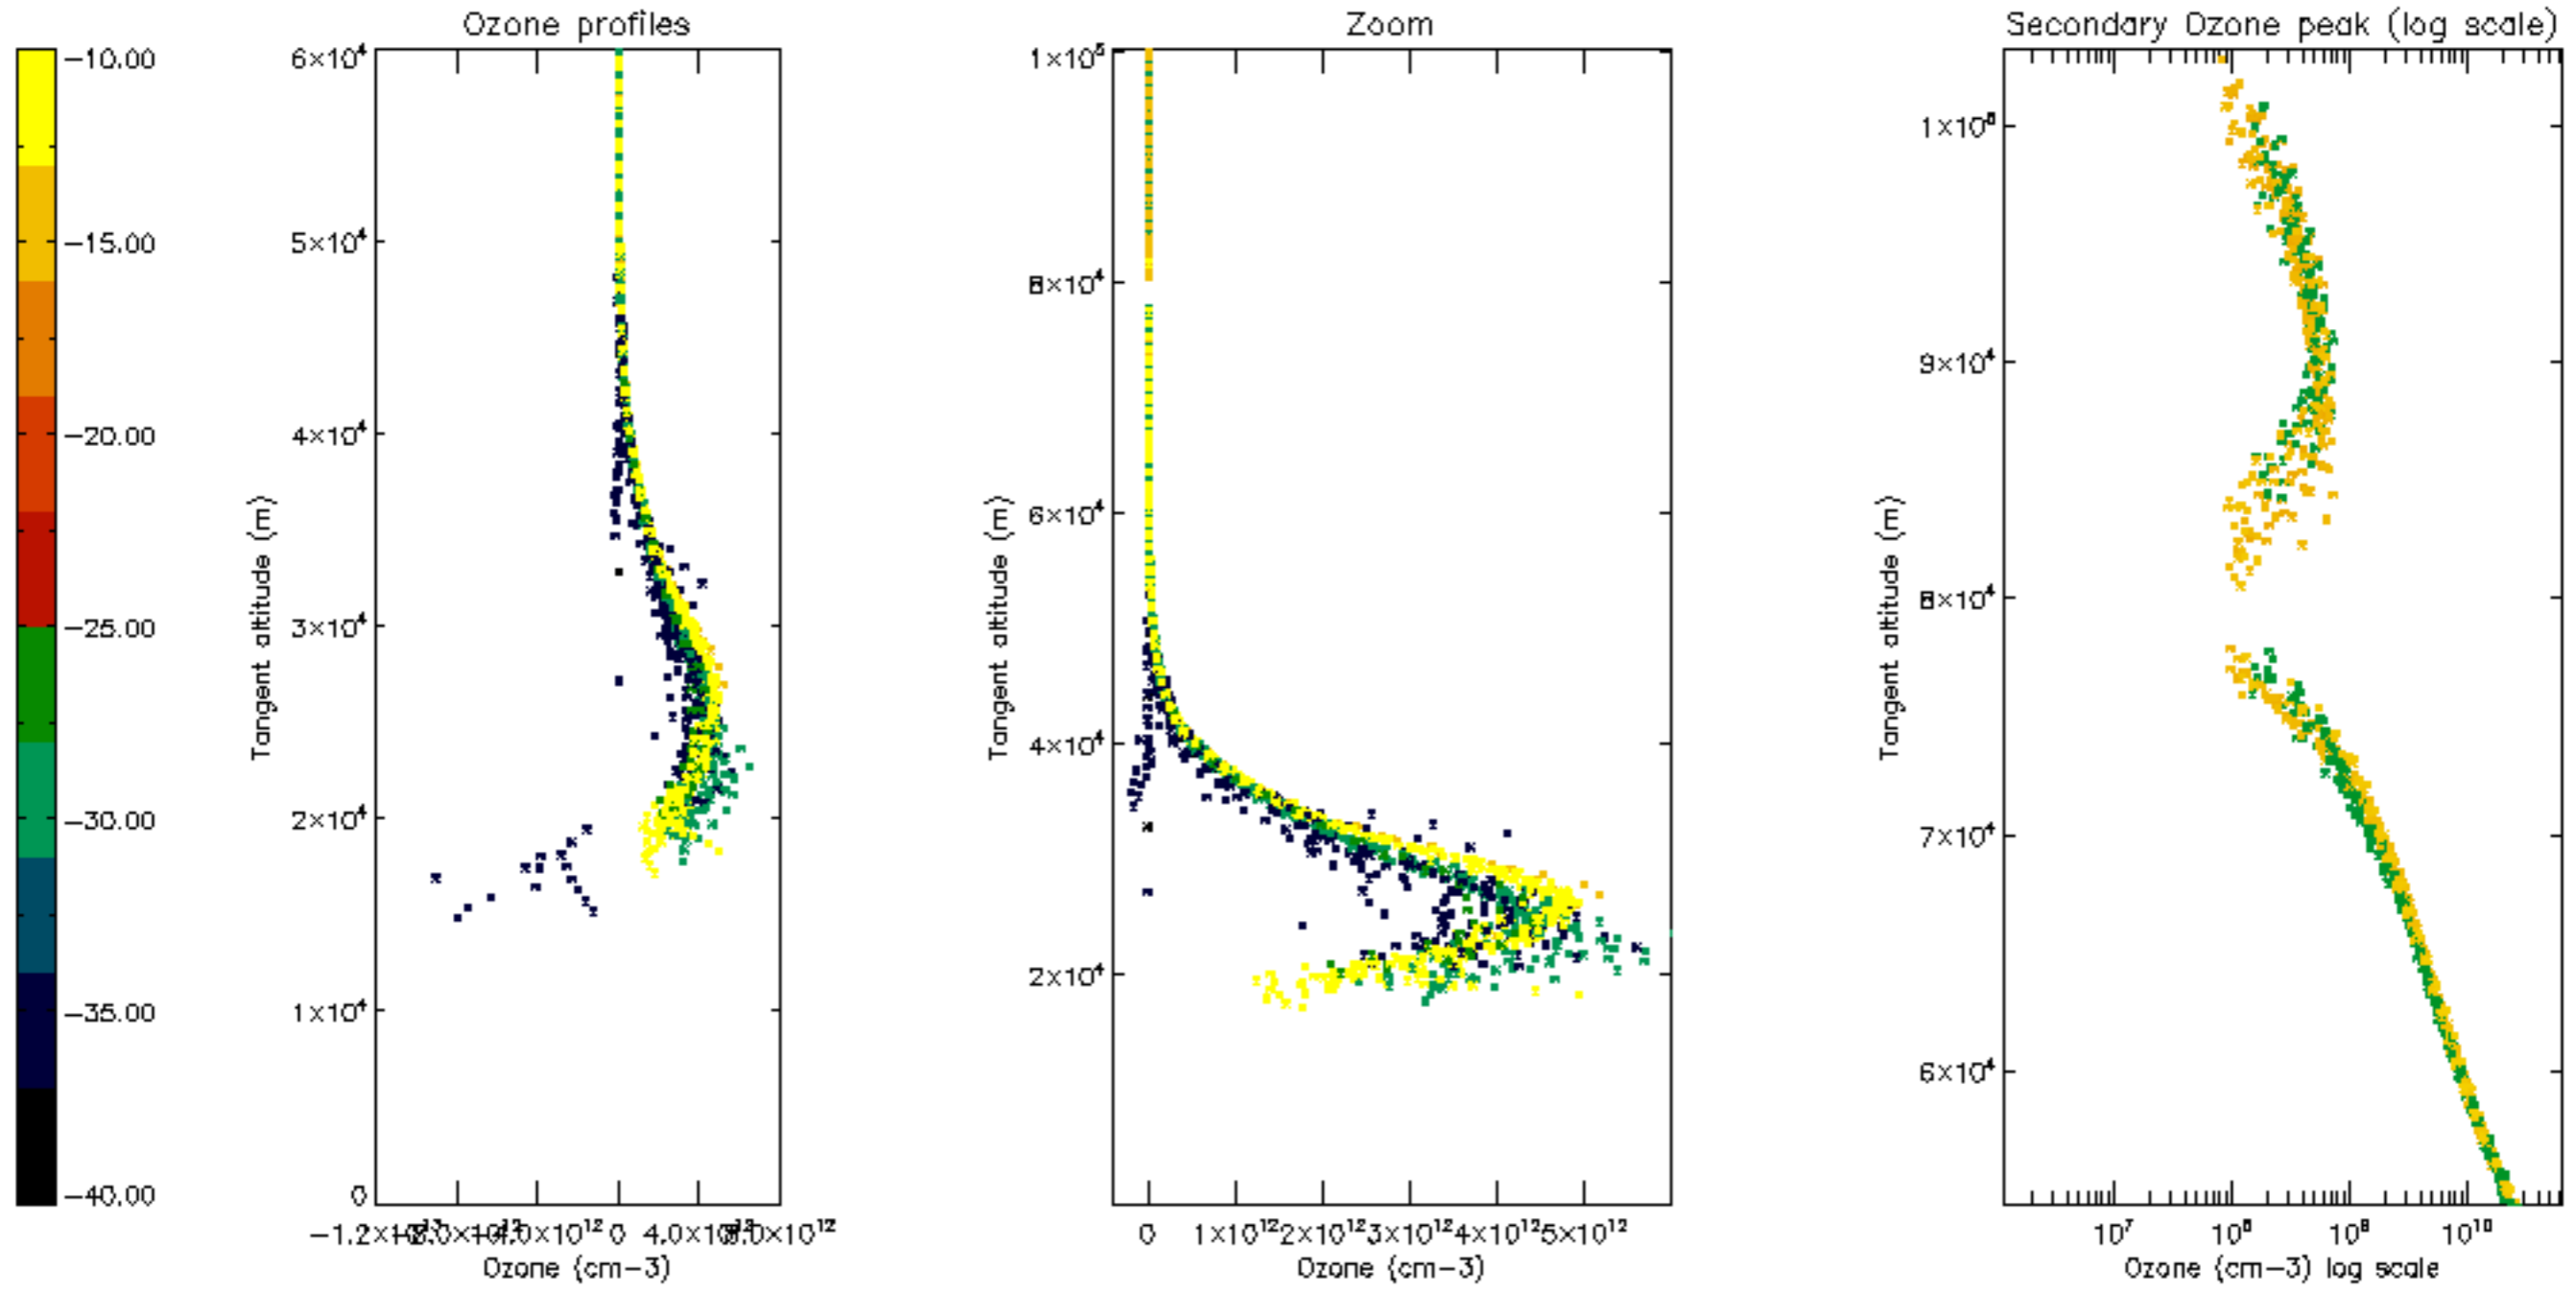 Ozone profiles
Zoom
Secondary Ozone peak (log scale)
−10.00
−15.00
−20.00
−25.00
−30.00
−35.00
−40.00
6×10⁴
5×10⁴
4×10⁴
3×10⁴
2×10⁴
1×10⁴
0
Tangent altitude (m)
4.0×10¹² 0
Ozone (cm−3)
1×10⁵
8×10⁴
6×10⁴
4×10⁴
2×10⁴
Tangent altitude (m)
0 1×10¹² 2×10¹² 3×10¹² 4×10¹² 5×10¹²
Ozone (cm−3)
1×10⁵
9×10⁴
8×10⁴
7×10⁴
6×10⁴
Tangent altitude (m)
10⁷ 10⁸ 10⁹ 10¹⁰
Ozone (cm−3) log scale